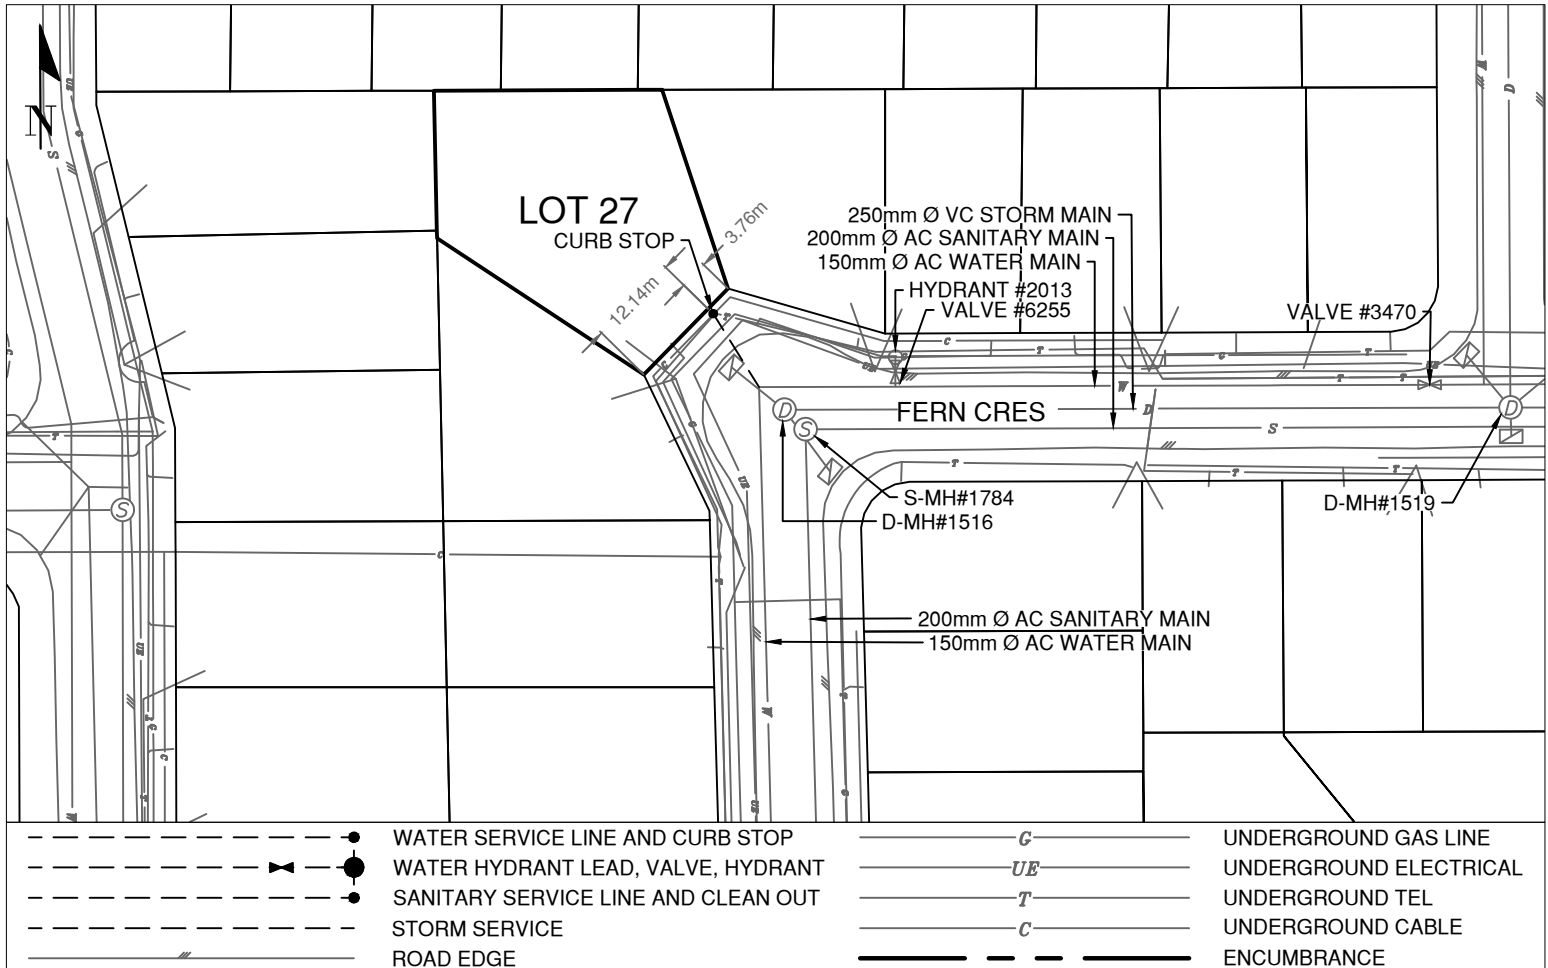 N
LOT 27
CURB STOP
3.76m
12.14m
250mm Ø VC STORM MAIN
200mm Ø AC SANITARY MAIN
150mm Ø AC WATER MAIN
HYDRANT #2013
VALVE #6255
VALVE #3470
FERN CRES
D
S
D
S
W
D
S
S-MH#1784
D-MH#1516
D-MH#1519
200mm Ø AC SANITARY MAIN
150mm Ø AC WATER MAIN
WATER SERVICE LINE AND CURB STOP
WATER HYDRANT LEAD, VALVE, HYDRANT
SANITARY SERVICE LINE AND CLEAN OUT
STORM SERVICE
ROAD EDGE
G UNDERGROUND GAS LINE
UE UNDERGROUND ELECTRICAL
T UNDERGROUND TEL
C UNDERGROUND CABLE
ENCUMBRANCE